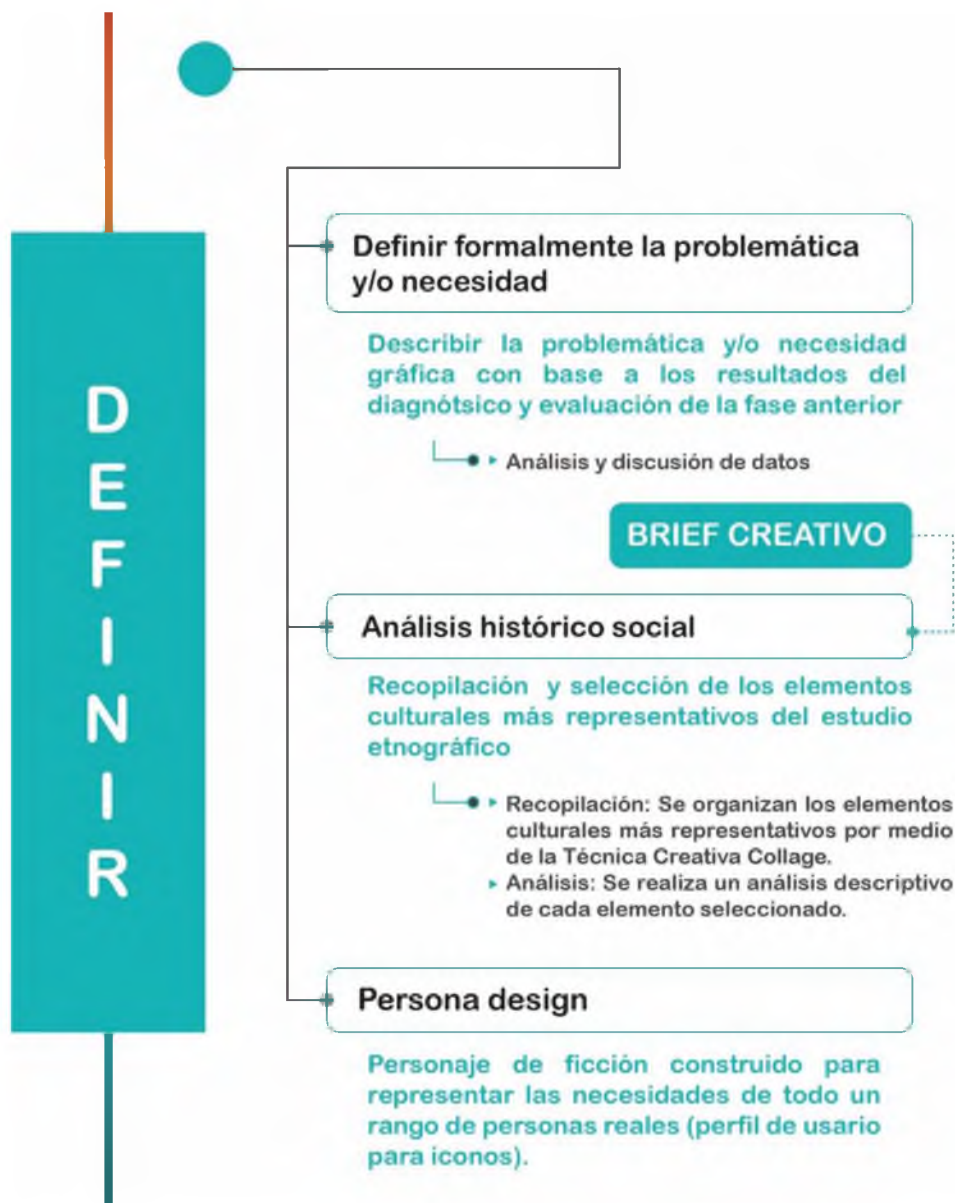 DEFINIR
Definir formalmente la problemática
y/o necesidad
Describir la problemática y/o necesidad
gráfica con base a los resultados del
diagnótsico y evaluación de la fase anterior
Análisis y discusión de datos
BRIEF CREATIVO
Análisis histórico social
Recopilación y selección de los elementos
culturales más representativos del estudio
etnográfico
Recopilación: Se organizan los elementos
culturales más representativos por medio
de la Técnica Creativa Collage.
Análisis: Se realiza un análisis descriptivo
de cada elemento seleccionado.
Persona design
Personaje de ficción construido para
representar las necesidades de todo un
rango de personas reales (perfil de usario
para íconos).